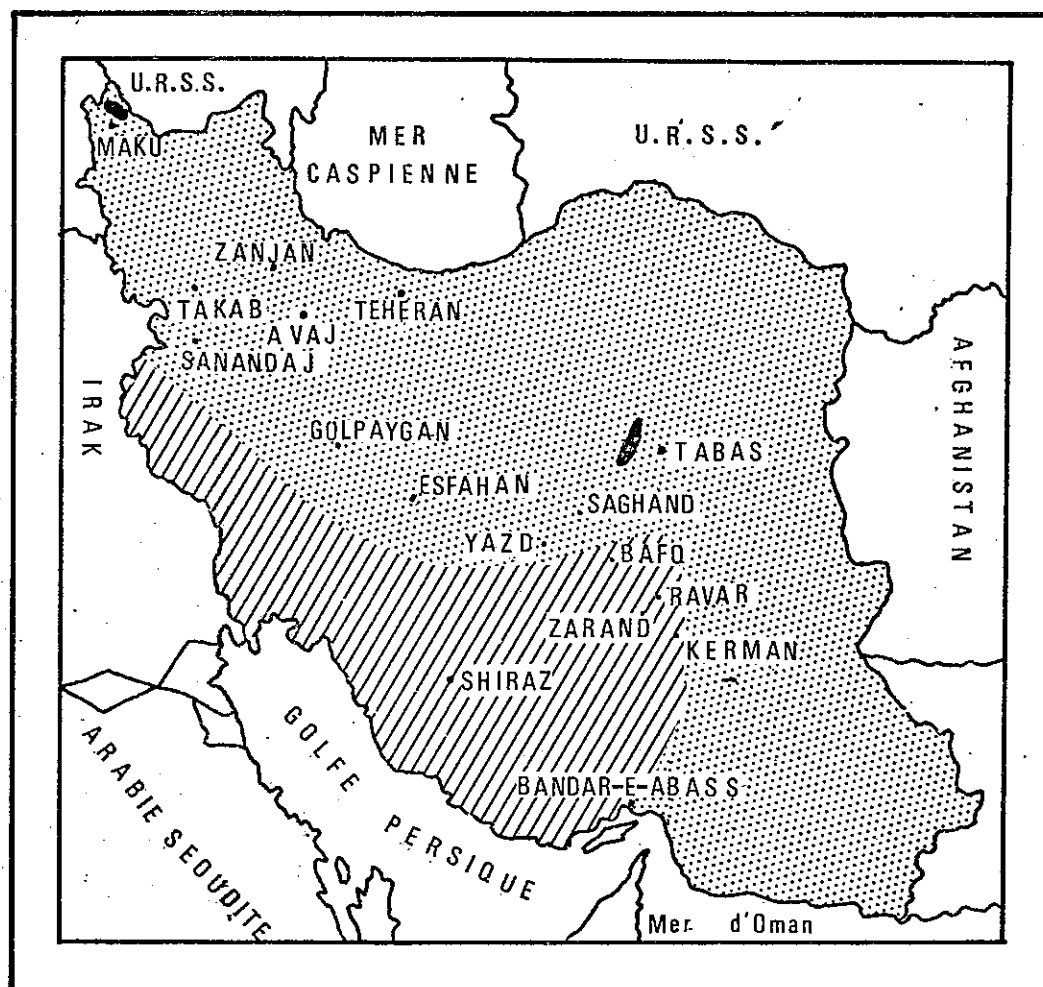 U.R.S.S.
MAKU
MER
CASPIENNE
U.R.S.S.
ZANJAN
TAKAB
AVAJ
TEHERAN
SANANDAJ
IRAK
AFGHANISTAN
GOLPAYGAN
TABAS
ESFAHAN
SAGHAND
YAZD
BAFQ
RAVAR
ZARAND
KERMAN
SHIRAZ
GOLFE
PERSIQUE
ARABIE SEOUDITE
BANDAR-E-ABASS
Mer d'Oman